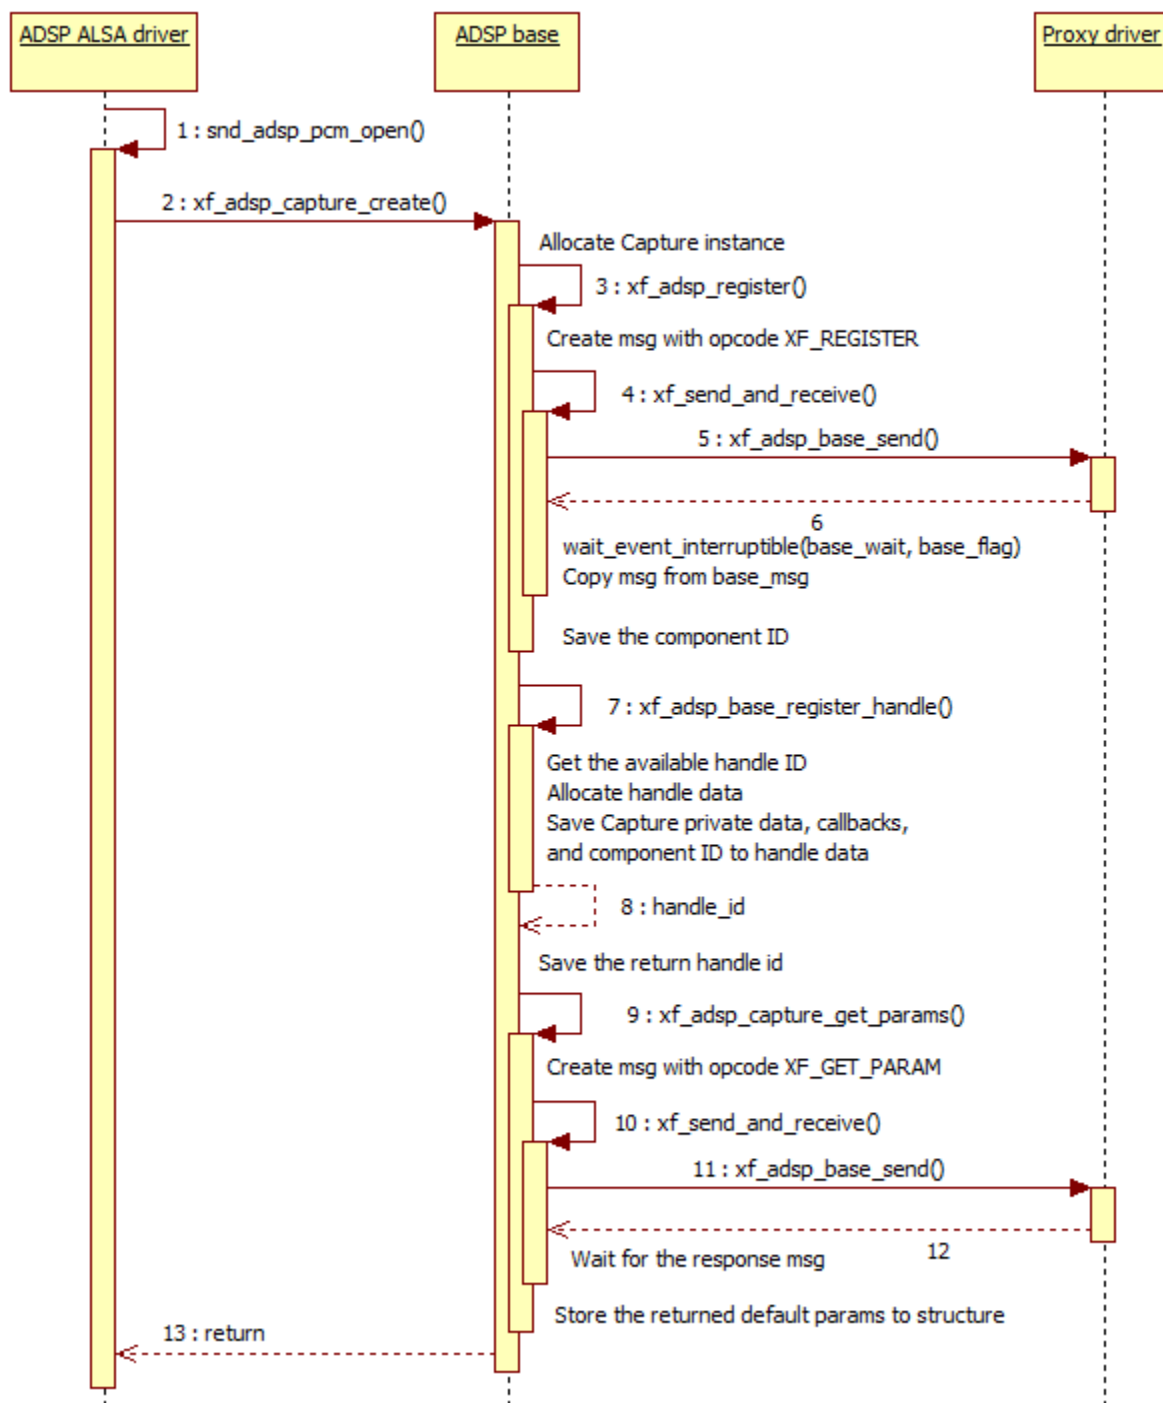 ADSP ALSA driver
ADSP base
Proxy driver
1 : snd_adsp_pcm_open()
2 : xf_adsp_capture_create()
Allocate Capture instance
3 : xf_adsp_register()
Create msg with opcode XF_REGISTER
4 : xf_send_and_receive()
5 : xf_adsp_base_send()
6
wait_event_interruptible(base_wait, base_flag)
Copy msg from base_msg
Save the component ID
7 : xf_adsp_base_register_handle()
Get the available handle ID
Allocate handle data
Save Capture private data, callbacks,
and component ID to handle data
8 : handle_id
Save the return handle id
9 : xf_adsp_capture_get_params()
Create msg with opcode XF_GET_PARAM
10 : xf_send_and_receive()
11 : xf_adsp_base_send()
12
Wait for the response msg
Store the returned default params to structure
13 : return